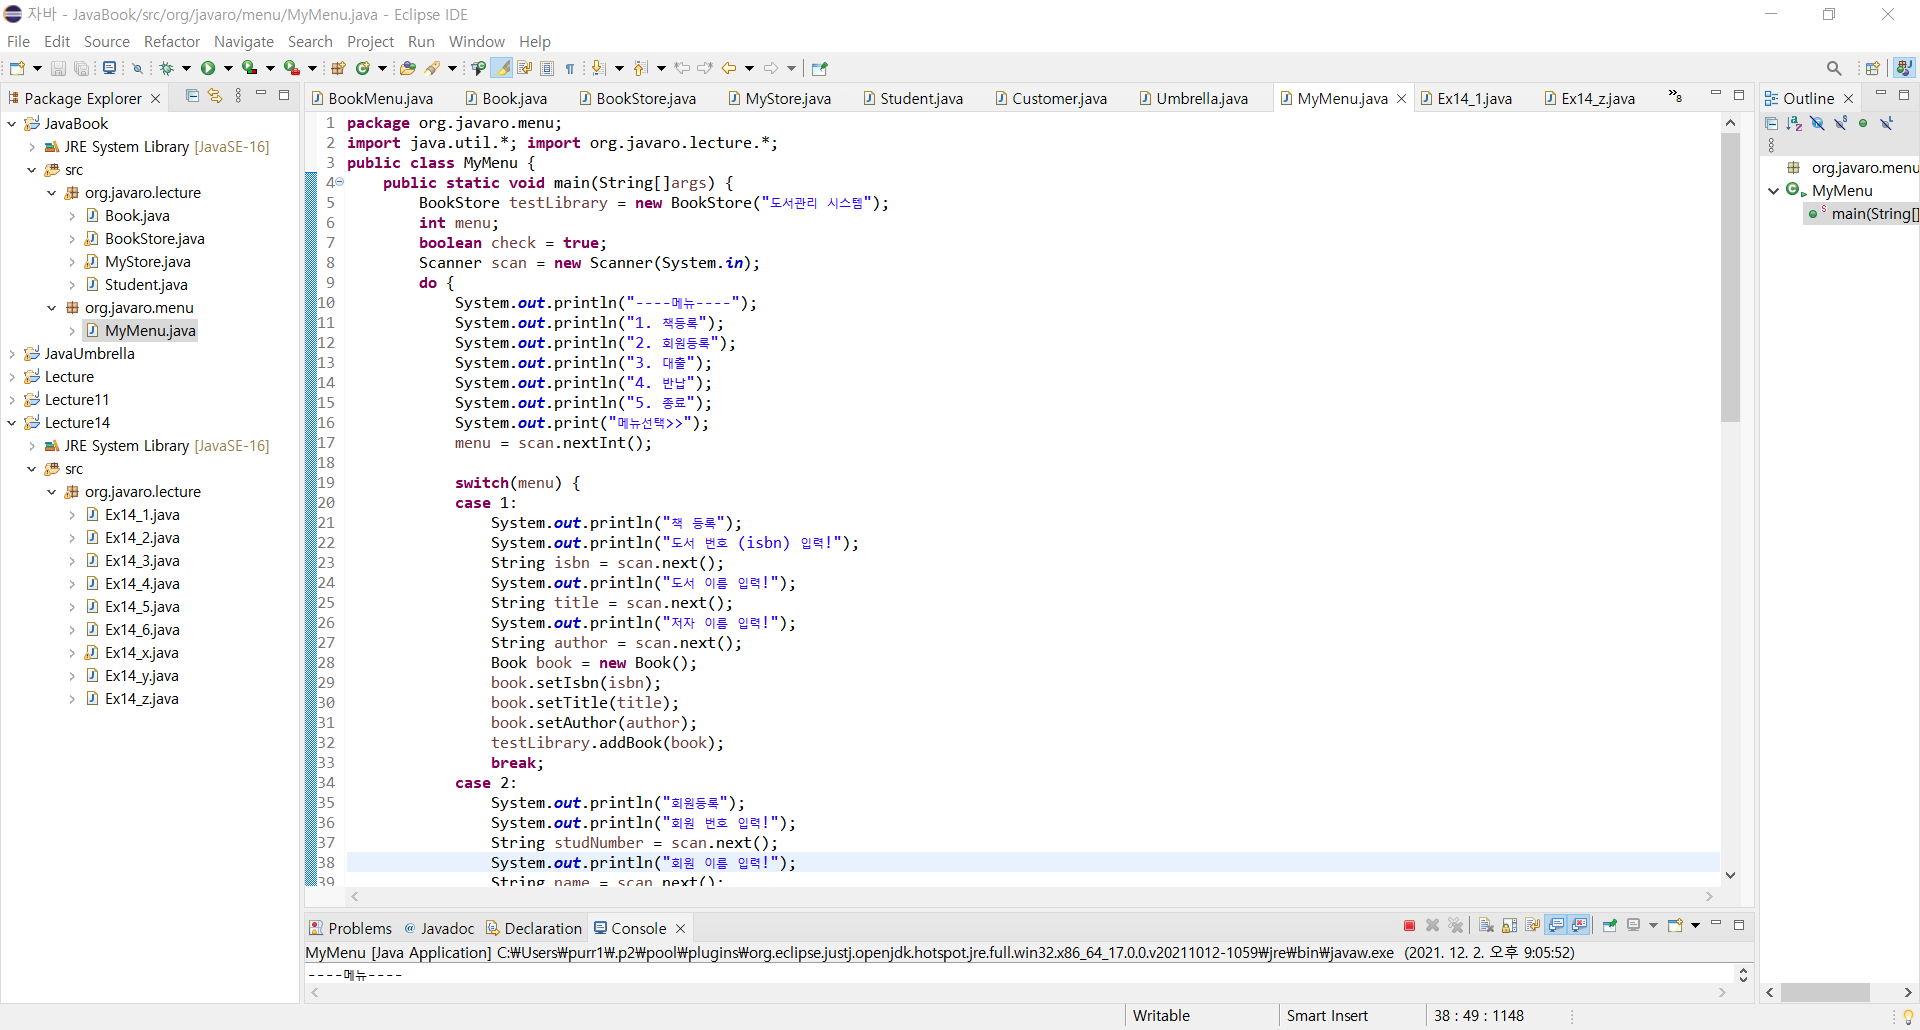 자바 - JavaBook/src/org/javaro/menu/MyMenu.java - Eclipse IDE
File Edit Source Refactor Navigate Search Project Run Window Help
Package Explorer
JavaBook
JRE System Library [JavaSE-16]
src
org.javaro.lecture
Book.java
BookStore.java
MyStore.java
Student.java
org.javaro.menu
MyMenu.java
JavaUmbrella
Lecture
Lecture11
Lecture14
JRE System Library [JavaSE-16]
src
org.javaro.lecture
Ex14_1.java
Ex14_2.java
Ex14_3.java
Ex14_4.java
Ex14_5.java
Ex14_6.java
Ex14_x.java
Ex14_y.java
Ex14_z.java
BookMenu.java Book.java BookStore.java MyStore.java Student.java Customer.java Umbrella.java MyMenu.java Ex14_1.java Ex14_z.java »8
1 package org.javaro.menu;
2 import java.util.*; import org.javaro.lecture.*;
3 public class MyMenu {
4 public static void main(String[]args) {
5 BookStore testLibrary = new BookStore("도서관리 시스템");
6 int menu;
7 boolean check = true;
8 Scanner scan = new Scanner(System.in);
9 do {
10 System.out.println("----메뉴----");
11 System.out.println("1. 책등록");
12 System.out.println("2. 회원등록");
13 System.out.println("3. 대출");
14 System.out.println("4. 반납");
15 System.out.println("5. 종료");
16 System.out.print("메뉴선택>>");
17 menu = scan.nextInt();
18
19 switch(menu) {
20 case 1:
21 System.out.println("책 등록");
22 System.out.println("도서 번호 (isbn) 입력!");
23 String isbn = scan.next();
24 System.out.println("도서 이름 입력!");
25 String title = scan.next();
26 System.out.println("저자 이름 입력!");
27 String author = scan.next();
28 Book book = new Book();
29 book.setIsbn(isbn);
30 book.setTitle(title);
31 book.setAuthor(author);
32 testLibrary.addBook(book);
33 break;
34 case 2:
35 System.out.println("회원등록");
36 System.out.println("회원 번호 입력!");
37 String studNumber = scan.next();
38 System.out.println("회원 이름 입력!");
39 String name = scan.next();
Outline
org.javaro.menu
MyMenu
main(String[]
Problems Javadoc Declaration Console
MyMenu [Java Application] C:₩Users₩purr1₩.p2₩pool₩plugins₩org.eclipse.justj.openjdk.hotspot.jre.full.win32.x86_64_17.0.0.v20211012-1059₩jre₩bin₩javaw.exe (2021. 12. 2. 오후 9:05:52)
----메뉴----
Writable Smart Insert 38 : 49 : 1148